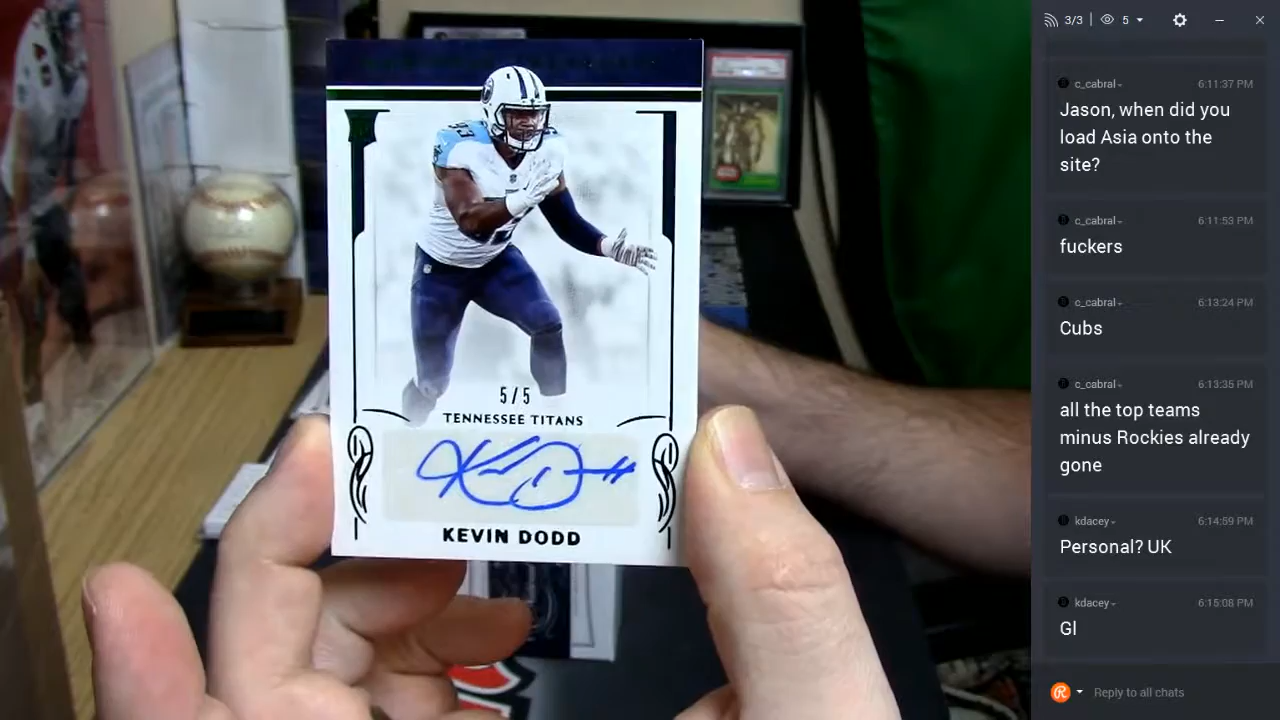 5/5
TENNESSEE TITANS
KEVIN DODD
3/3 5
c_cabral 6:11:37 PM
Jason, when did you
load Asia onto the
site?
c_cabral 6:11:53 PM
fuckers
c_cabral 6:13:24 PM
Cubs
c_cabral 6:13:35 PM
all the top teams
minus Rockies already
gone
kdacey 6:14:59 PM
Personal? UK
kdacey 6:15:08 PM
Gl
Reply to all chats